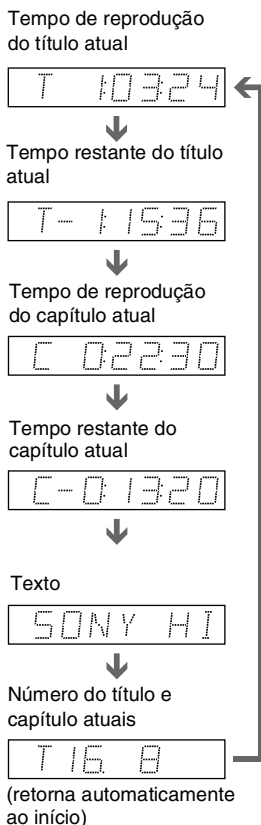 Tempo de reprodução
do título atual
T 1:03:24
Tempo restante do título
atual
T- 1:15:36
Tempo de reprodução
do capítulo atual
C 0:22:30
Tempo restante do
capítulo atual
C-0:13:20
Texto
SONY HI
Número do título e
capítulo atuais
T 16. 8
(retorna automaticamente
ao início)